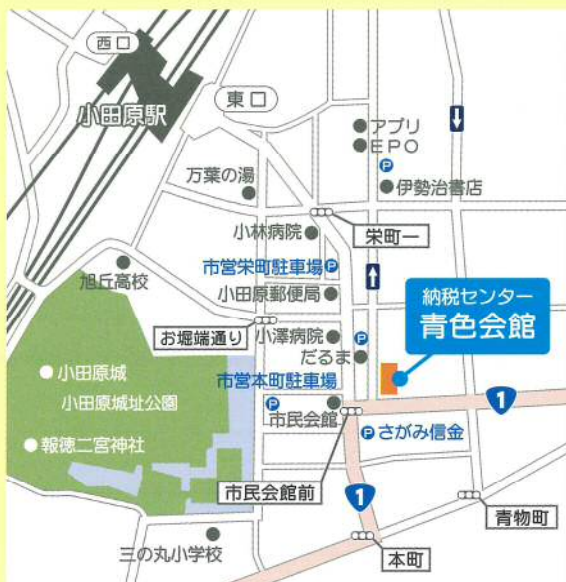 西口
小田原駅
東口
アプリ
EPO
P
伊勢治書店
万葉の湯
小林病院
栄町一
市営栄町駐車場 P
旭丘高校
小田原郵便局
納税センター
青色会館
お堀端通り
小澤病院
P
だるま
小田原城
市営本町駐車場
小田原城址公園
P
市民会館
1
報徳二宮神社
P さがみ信金
市民会館前
1
青物町
三の丸小学校
本町